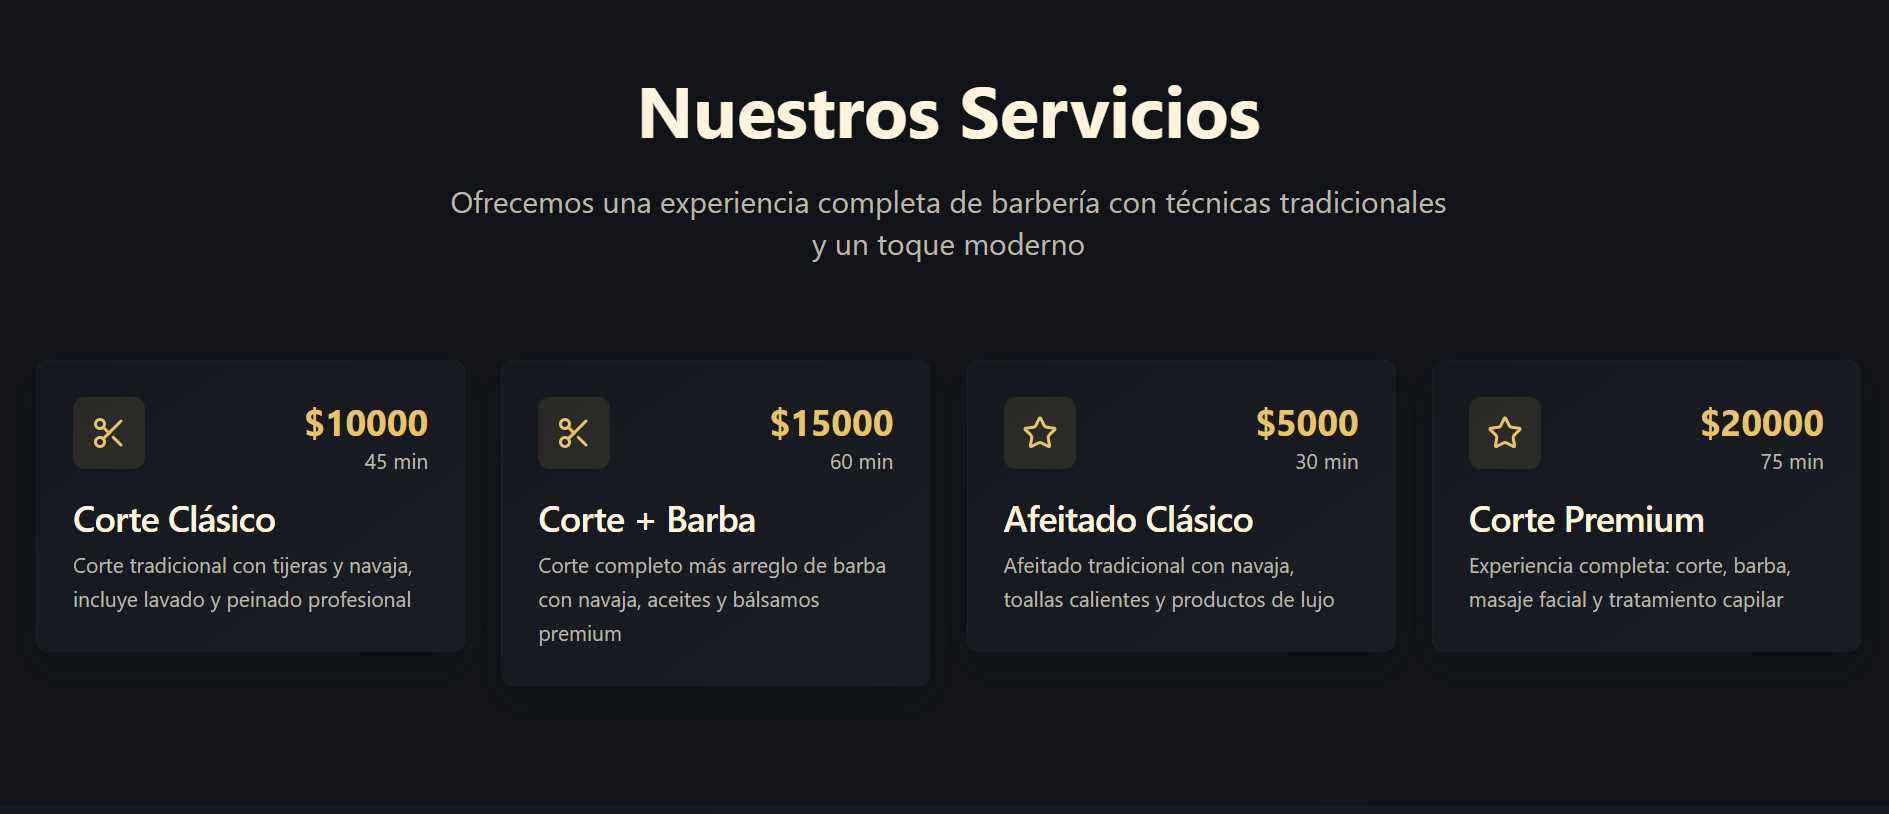 Nuestros Servicios
Ofrecemos una experiencia completa de barbería con técnicas tradicionales
y un toque moderno
$10000
45 min
Corte Clásico
Corte tradicional con tijeras y navaja,
incluye lavado y peinado profesional
$15000
60 min
Corte + Barba
Corte completo más arreglo de barba
con navaja, aceites y bálsamos
premium
$5000
30 min
Afeitado Clásico
Afeitado tradicional con navaja,
toallas calientes y productos de lujo
$20000
75 min
Corte Premium
Experiencia completa: corte, barba,
masaje facial y tratamiento capilar